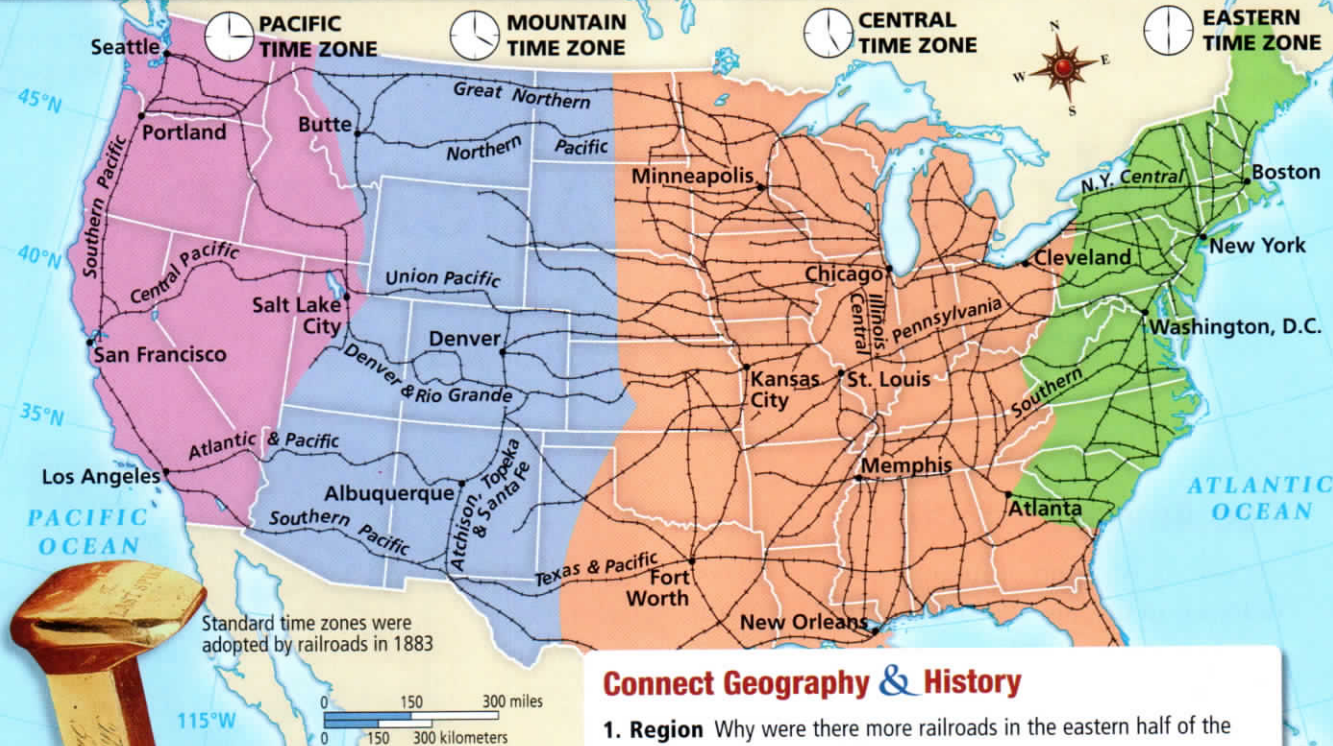 PACIFIC
TIME ZONE
MOUNTAIN
TIME ZONE
CENTRAL
TIME ZONE
EASTERN
TIME ZONE
N
W
E
S
Seattle
45°N
Portland
Butte
Great Northern
Northern Pacific
Minneapolis
N.Y. Central
Boston
Southern Pacific
40°N
Central Pacific
Union Pacific
Salt Lake
City
Denver
Chicago
Cleveland
New York
Illinois
Central
Pennsylvania
Washington, D.C.
San Francisco
Denver & Rio Grande
Kansas
City
St. Louis
Southern
35°N
Atlantic & Pacific
Los Angeles
Albuquerque
Atchison, Topeka
& Santa Fe
Memphis
Atlanta
ATLANTIC
OCEAN
PACIFIC
OCEAN
Southern Pacific
Texas & Pacific
Fort
Worth
New Orleans
THE
LAST SPIKE
Standard time zones were
adopted by railroads in 1883
115°W
0 150 300 miles
0 150 300 kilometers
Connect Geography & History
1. Region Why were there more railroads in the eastern half of the